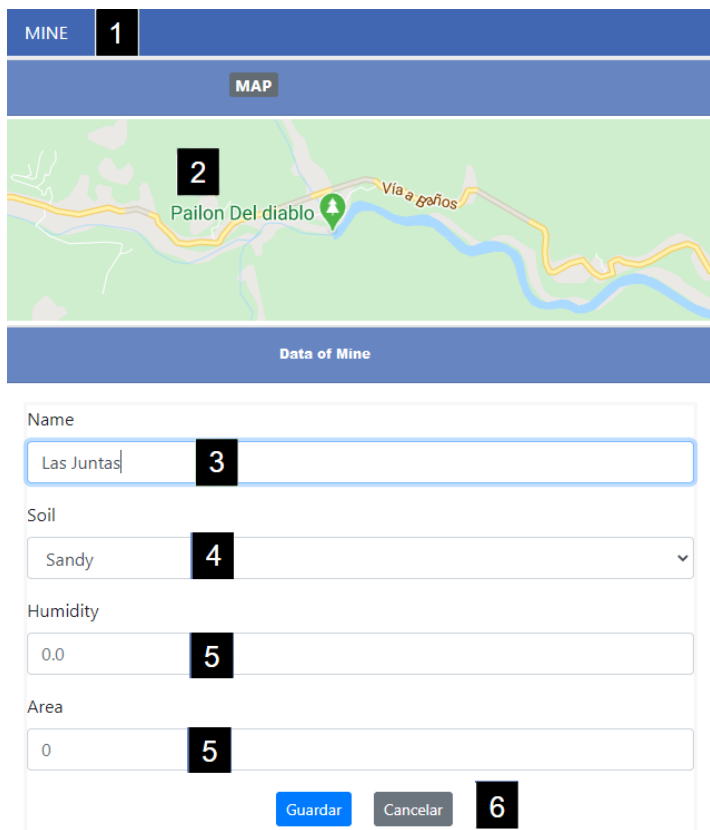 MINE 1
MAP
2
Vía a Baños
Pailon Del diablo
Data of Mine
Name
Las Juntas 3
Soil
Sandy 4
Humidity
0.0 5
Area
0 5
Guardar Cancelar 6